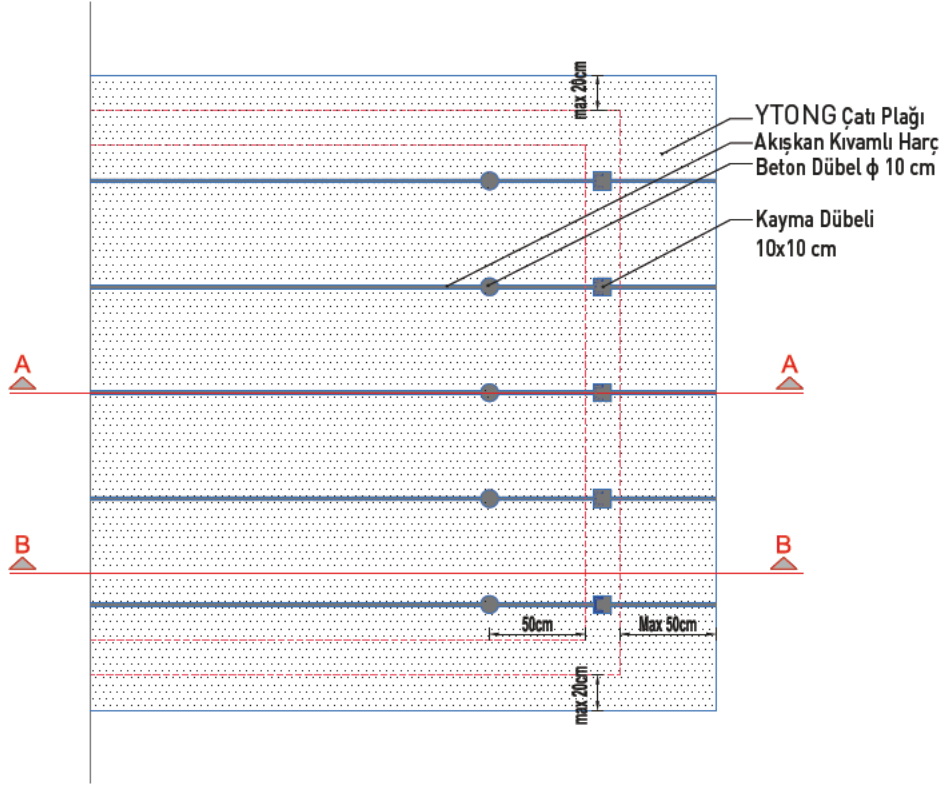 max 20cm
YTONG Çatı Plağı
Akışkan Kıvamlı Harç
Beton Dübel ф 10 cm
Kayma Dübeli
10x10 cm
A
A
B
B
50cm
Max 50cm
max 20cm